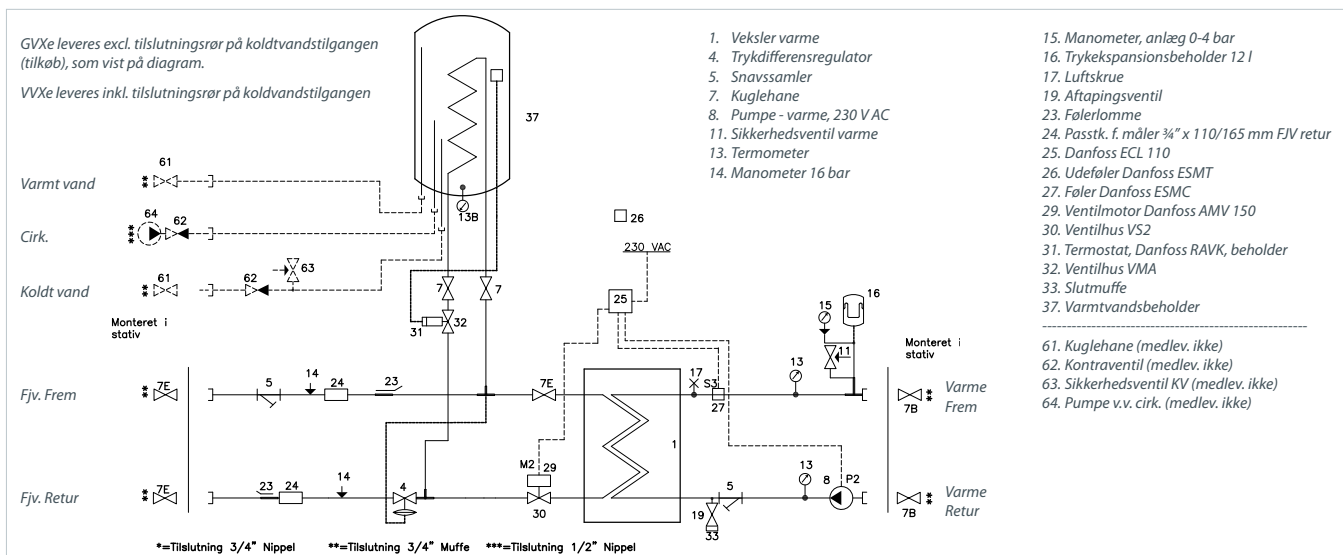 GVXe leveres excl. tilslutningsrør på koldtvandstilgangen
(tilkøb), som vist på diagram.
VVXe leveres inkl. tilslutningsrør på koldvandstilgangen
1. Veksler varme
4. Trykdifferensregulator
5. Snavssamler
7. Kuglehane
8. Pumpe - varme, 230 V AC
11. Sikkerhedsventil varme
13. Termometer
14. Manometer 16 bar
15. Manometer, anlæg 0-4 bar
16. Trykekspansionsbeholder 12 l
17. Luftskrue
19. Aftapingsventil
23. Følerlomme
24. Passtk. f. måler ¾” x 110/165 mm FJV retur
25. Danfoss ECL 110
26. Udeføler Danfoss ESMT
27. Føler Danfoss ESMC
29. Ventilmotor Danfoss AMV 150
30. Ventilhus VS2
31. Termostat, Danfoss RAVK, beholder
32. Ventilhus VMA
33. Slutmuffe
37. Varmtvandsbeholder
61. Kuglehane (medlev. ikke)
62. Kontraventil (medlev. ikke)
63. Sikkerhedsventil KV (medlev. ikke)
64. Pumpe v.v. cirk. (medlev. ikke)
37
61
Varmt vand **
13B
64 62
Cirk. ***
26
230 VAC
61 62 63
Koldt vand **
7 7
25
16
15
31 32
Monteret i
stativ
11
Monteret i
stativ
7E 5 14 24 23 7E 17 S3 27 13
Fjv. Frem **
7B **
Varme
Frem
1
M2 29
13
8 P2
7E 23 24 14 4 30 5
Fjv. Retur **
19
33
7B **
Varme
Retur
*=Tilslutning 3/4" Nippel **=Tilslutning 3/4" Muffe ***=Tilslutning 1/2" Nippel